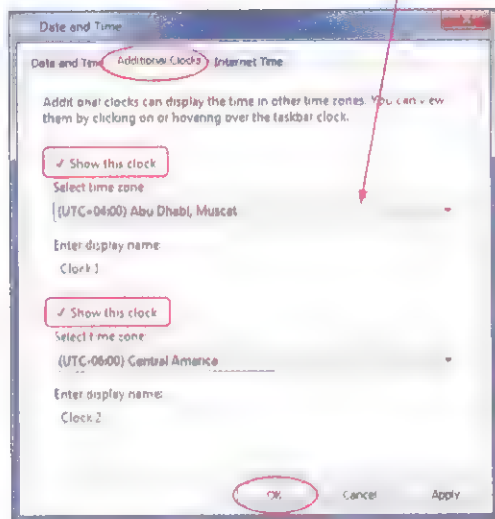 Date and Time
Date and Time Additional Clocks Internet Time
Additional clocks can display the time in other time zones. You can view
them by clicking on or hovering over the taskbar clock.
✓ Show this clock
Select time zone
(UTC+04:00) Abu Dhabi, Muscat
Enter display name:
Clock 1
✓ Show this clock
Select time zone:
(UTC-06:00) Central America
Enter display name:
Clock 2
OK Cancel Apply